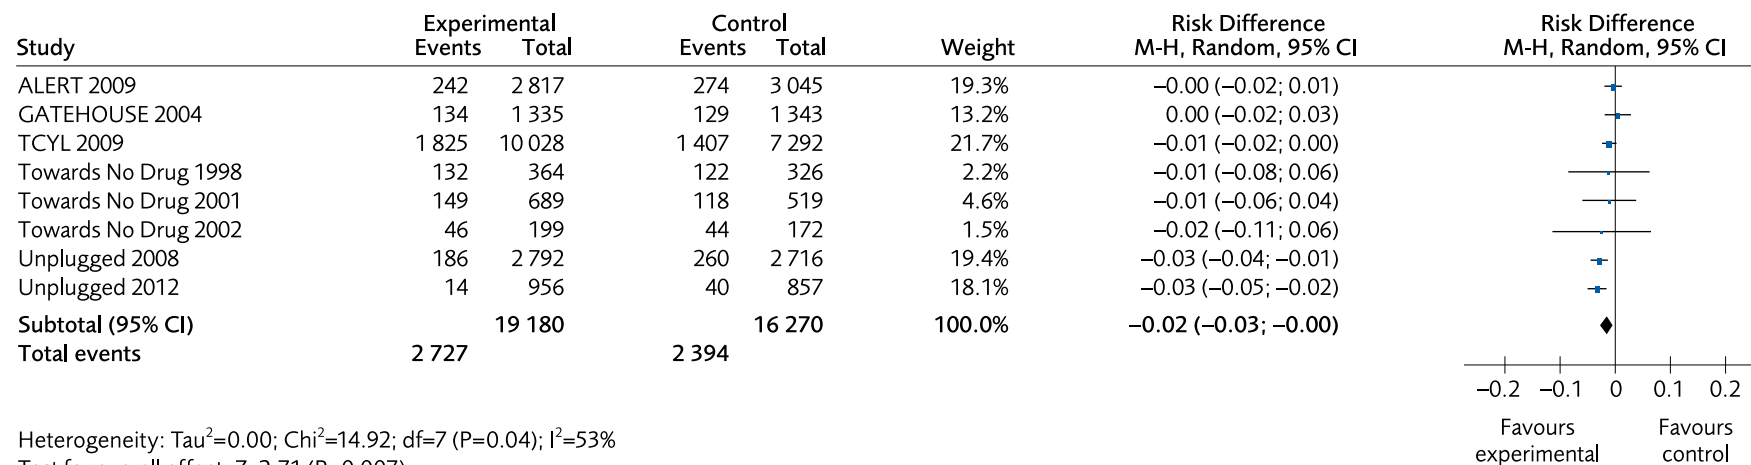 Experimental Control Risk Difference Risk Difference
Study Events Total Events Total Weight M-H, Random, 95% CI M-H, Random, 95% CI
ALERT 2009 242 2 817 274 3 045 19.3% −0.00 (−0.02; 0.01)
GATEHOUSE 2004 134 1 335 129 1 343 13.2% 0.00 (−0.02; 0.03)
TCYL 2009 1 825 10 028 1 407 7 292 21.7% −0.01 (−0.02; 0.00)
Towards No Drug 1998 132 364 122 326 2.2% −0.01 (−0.08; 0.06)
Towards No Drug 2001 149 689 118 519 4.6% −0.01 (−0.06; 0.04)
Towards No Drug 2002 46 199 44 172 1.5% −0.02 (−0.11; 0.06)
Unplugged 2008 186 2 792 260 2 716 19.4% −0.03 (−0.04; −0.01)
Unplugged 2012 14 956 40 857 18.1% −0.03 (−0.05; −0.02)
Subtotal (95% CI) 19 180 16 270 100.0% −0.02 (−0.03; −0.00)
Total events 2 727 2 394
−0.2 −0.1 0 0.1 0.2
Favours experimental Favours control
Heterogeneity: Tau²=0.00; Chi²=14.92; df=7 (P=0.04); I²=53%